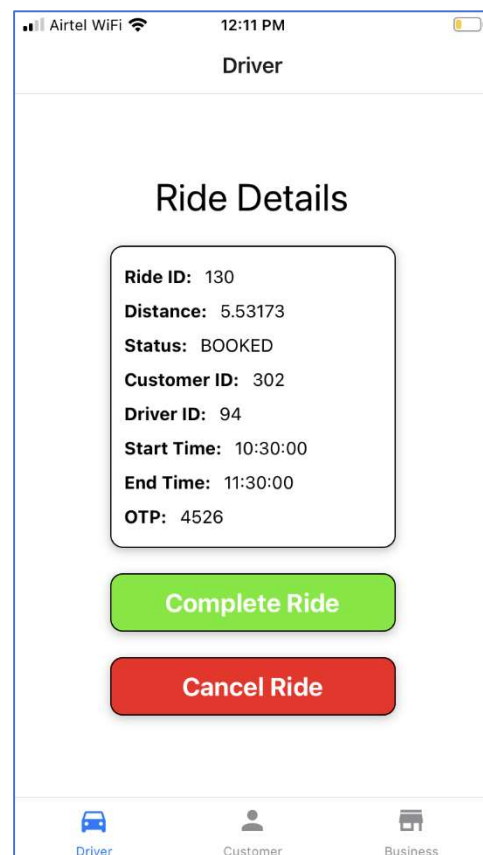 Airtel WiFi 12:11 PM
Driver
Ride Details
Ride ID: 130
Distance: 5.53173
Status: BOOKED
Customer ID: 302
Driver ID: 94
Start Time: 10:30:00
End Time: 11:30:00
OTP: 4526
Complete Ride
Cancel Ride
Driver Customer Business